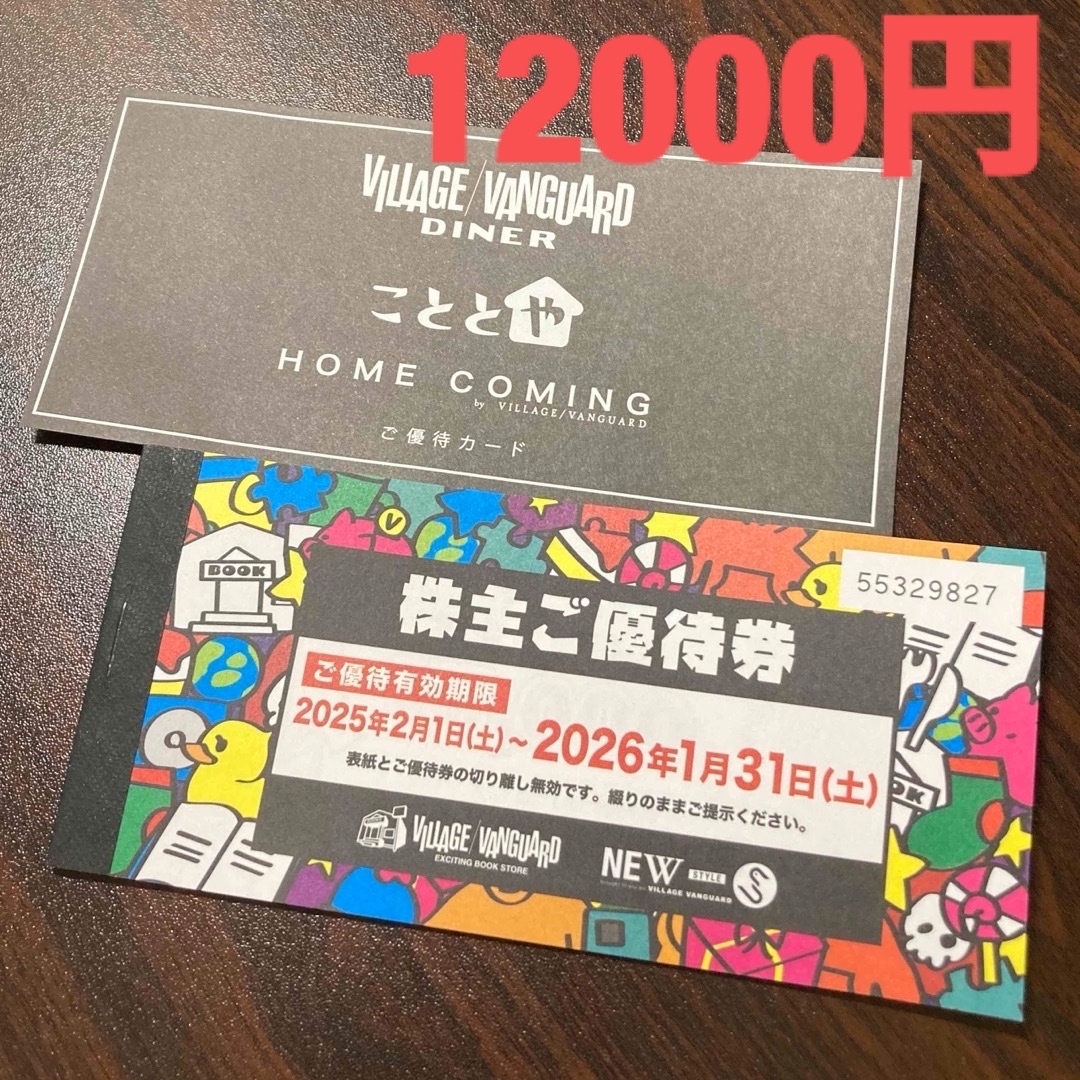 12000円
VILLAGE/VANGUARD
DINER
こととや
HOME COMING
by VILLAGE/VANGUARD
ご優待カード
BOOK
V
55329827
株主ご優待券
ご優待有効期限
2025年2月1日(土)~2026年1月31日(土)
表紙とご優待券の切り離し無効です。綴りのままご提示ください。
VILLAGE/VANGUARD
EXCITING BOOK STORE
NEW STYLE S
VILLAGE VANGUARD